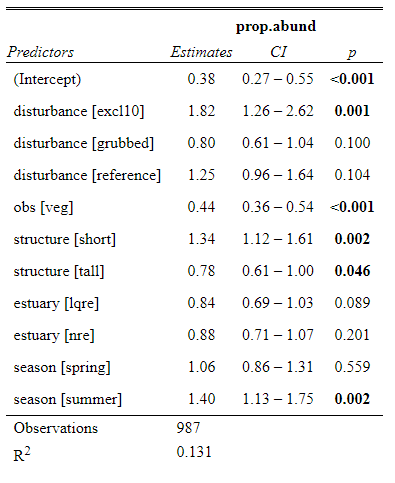 prop.abund
Predictors Estimates CI p
(Intercept) 0.38 0.27 – 0.55 <0.001
disturbance [excl10] 1.82 1.26 – 2.62 0.001
disturbance [grubbed] 0.80 0.61 – 1.04 0.100
disturbance [reference] 1.25 0.96 – 1.64 0.104
obs [veg] 0.44 0.36 – 0.54 <0.001
structure [short] 1.34 1.12 – 1.61 0.002
structure [tall] 0.78 0.61 – 1.00 0.046
estuary [lqre] 0.84 0.69 – 1.03 0.089
estuary [nre] 0.88 0.71 – 1.07 0.201
season [spring] 1.06 0.86 – 1.31 0.559
season [summer] 1.40 1.13 – 1.75 0.002
Observations 987
R² 0.131